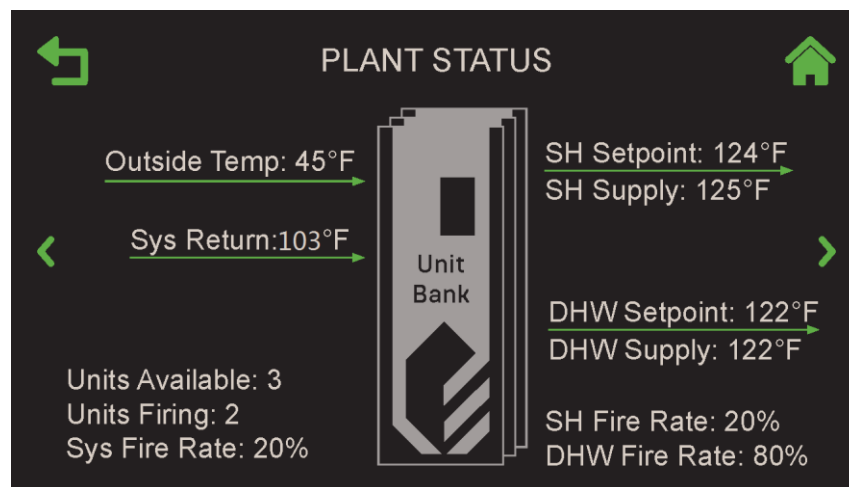 PLANT STATUS
Outside Temp: 45°F
Sys Return:103°F
Units Available: 3
Units Firing: 2
Sys Fire Rate: 20%
Unit
Bank
SH Setpoint: 124°F
SH Supply: 125°F
DHW Setpoint: 122°F
DHW Supply: 122°F
SH Fire Rate: 20%
DHW Fire Rate: 80%